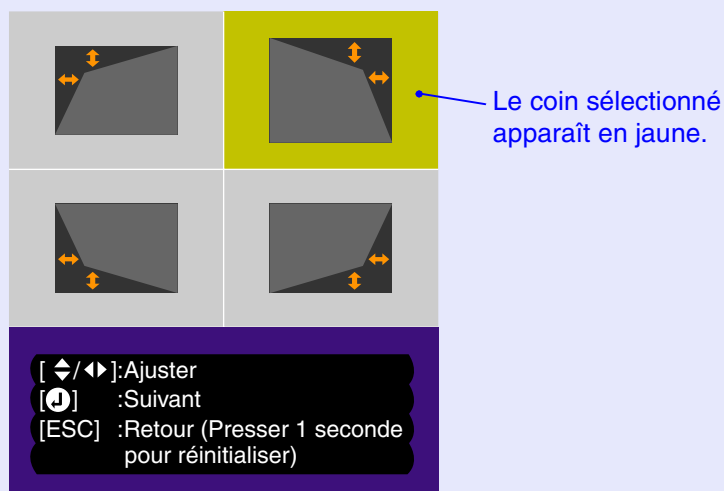 Le coin sélectionné
apparaît en jaune.
[ ⬍/⬌ ]:Ajuster
[↵] :Suivant
[ESC] :Retour (Presser 1 seconde
pour réinitialiser)